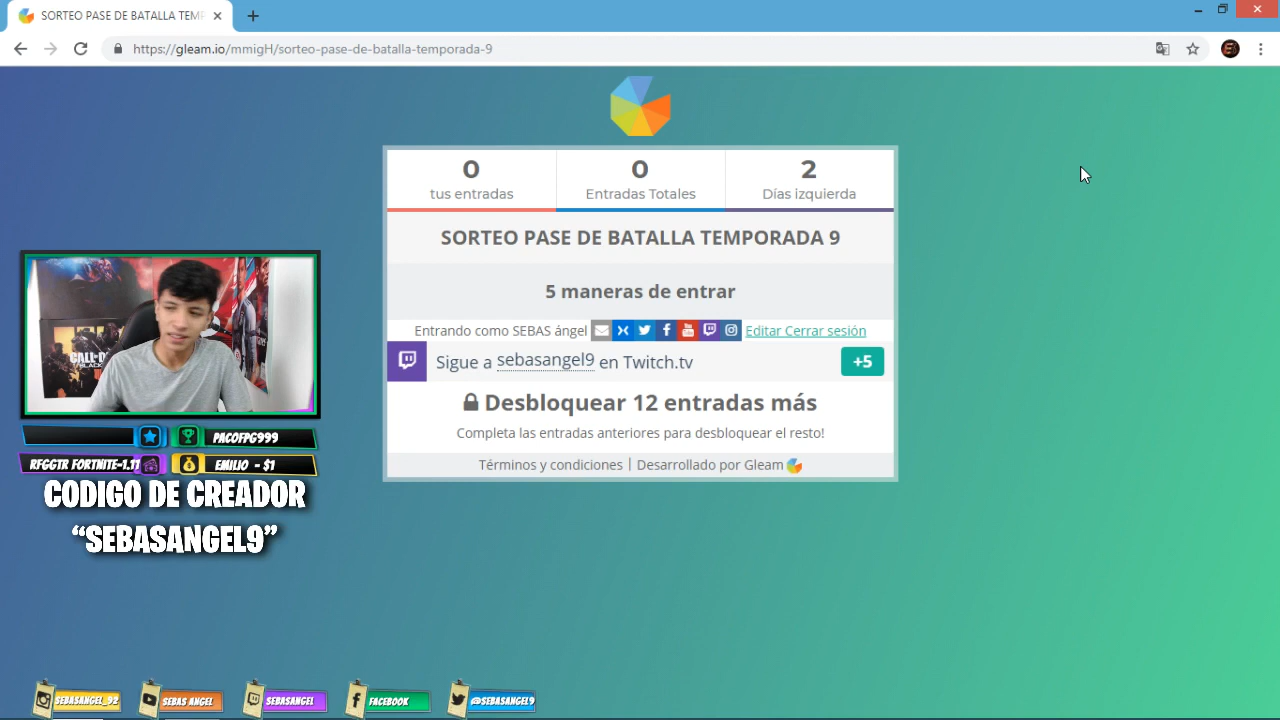 SORTEO PASE DE BATALLA TEMP
https://gleam.io/mmigH/sorteo-pase-de-batalla-temporada-9
0
tus entradas
0
Entradas Totales
2
Días izquierda
SORTEO PASE DE BATALLA TEMPORADA 9
5 maneras de entrar
Entrando como SEBAS ángel Editar Cerrar sesión
Sigue a sebasangel9 en Twitch.tv +5
Desbloquear 12 entradas más
Completa las entradas anteriores para desbloquear el resto!
Términos y condiciones | Desarrollado por Gleam
CALL OF
BLACK
PACOFPG999
RFGGTR FORTNITE-1.11
EMILIO - $1
CODIGO DE CREADOR
“SEBASANGEL9”
SEBASANGEL_92
SEBAS ANGEL
SEBASANGEL
FACEBOOK
@SEBASANGEL9